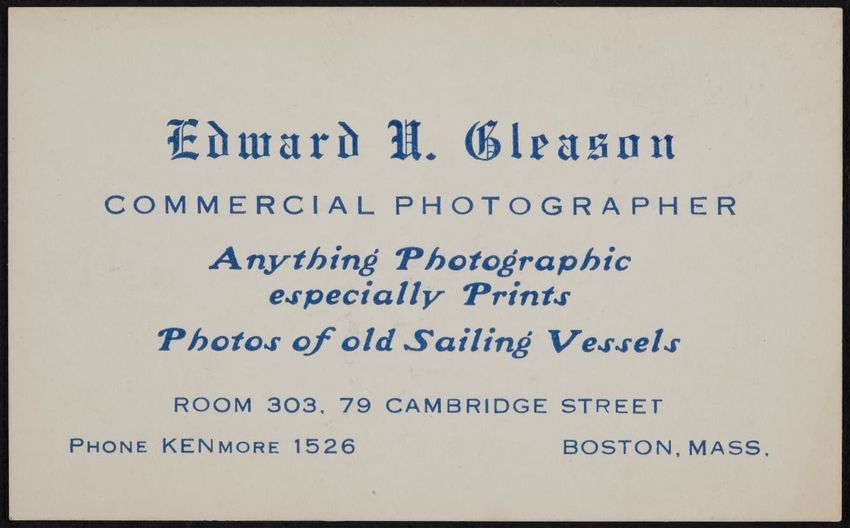 Edward U. Gleason
COMMERCIAL PHOTOGRAPHER
Anything Photographic
especially Prints
Photos of old Sailing Vessels
ROOM 303, 79 CAMBRIDGE STREET
PHONE KENMORE 1526
BOSTON, MASS.